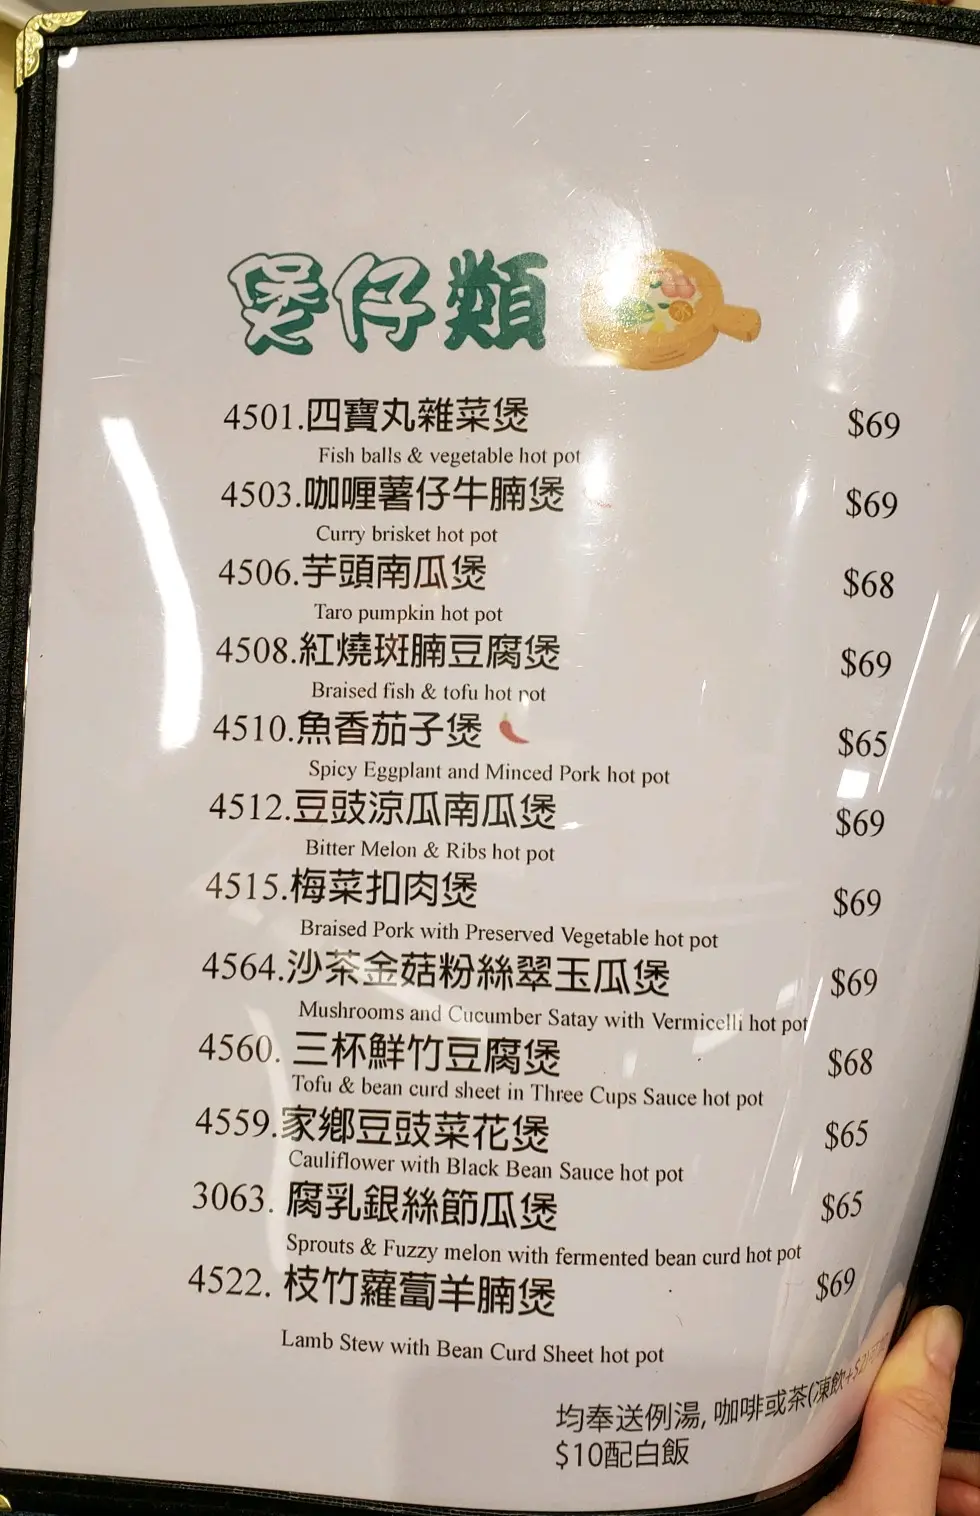 煲仔類
4501.四寶丸雜菜煲 $69
Fish balls & vegetable hot pot
4503.咖喱薯仔牛腩煲 $69
Curry brisket hot pot
4506.芋頭南瓜煲 $68
Taro pumpkin hot pot
4508.紅燒斑腩豆腐煲 $69
Braised fish & tofu hot pot
4510.魚香茄子煲 $65
Spicy Eggplant and Minced Pork hot pot
4512.豆豉涼瓜南瓜煲 $69
Bitter Melon & Ribs hot pot
4515.梅菜扣肉煲 $69
Braised Pork with Preserved Vegetable hot pot
4564.沙茶金菇粉絲翠玉瓜煲 $69
Mushrooms and Cucumber Satay with Vermicelli hot pot
4560. 三杯鮮竹豆腐煲 $68
Tofu & bean curd sheet in Three Cups Sauce hot pot
4559.家鄉豆豉菜花煲 $65
Cauliflower with Black Bean Sauce hot pot
3063. 腐乳銀絲節瓜煲 $65
Sprouts & Fuzzy melon with fermented bean curd hot pot
4522. 枝竹蘿蔔羊腩煲 $69
Lamb Stew with Bean Curd Sheet hot pot
均奉送例湯, 咖啡或茶(凍飲+$2)
$10配白飯